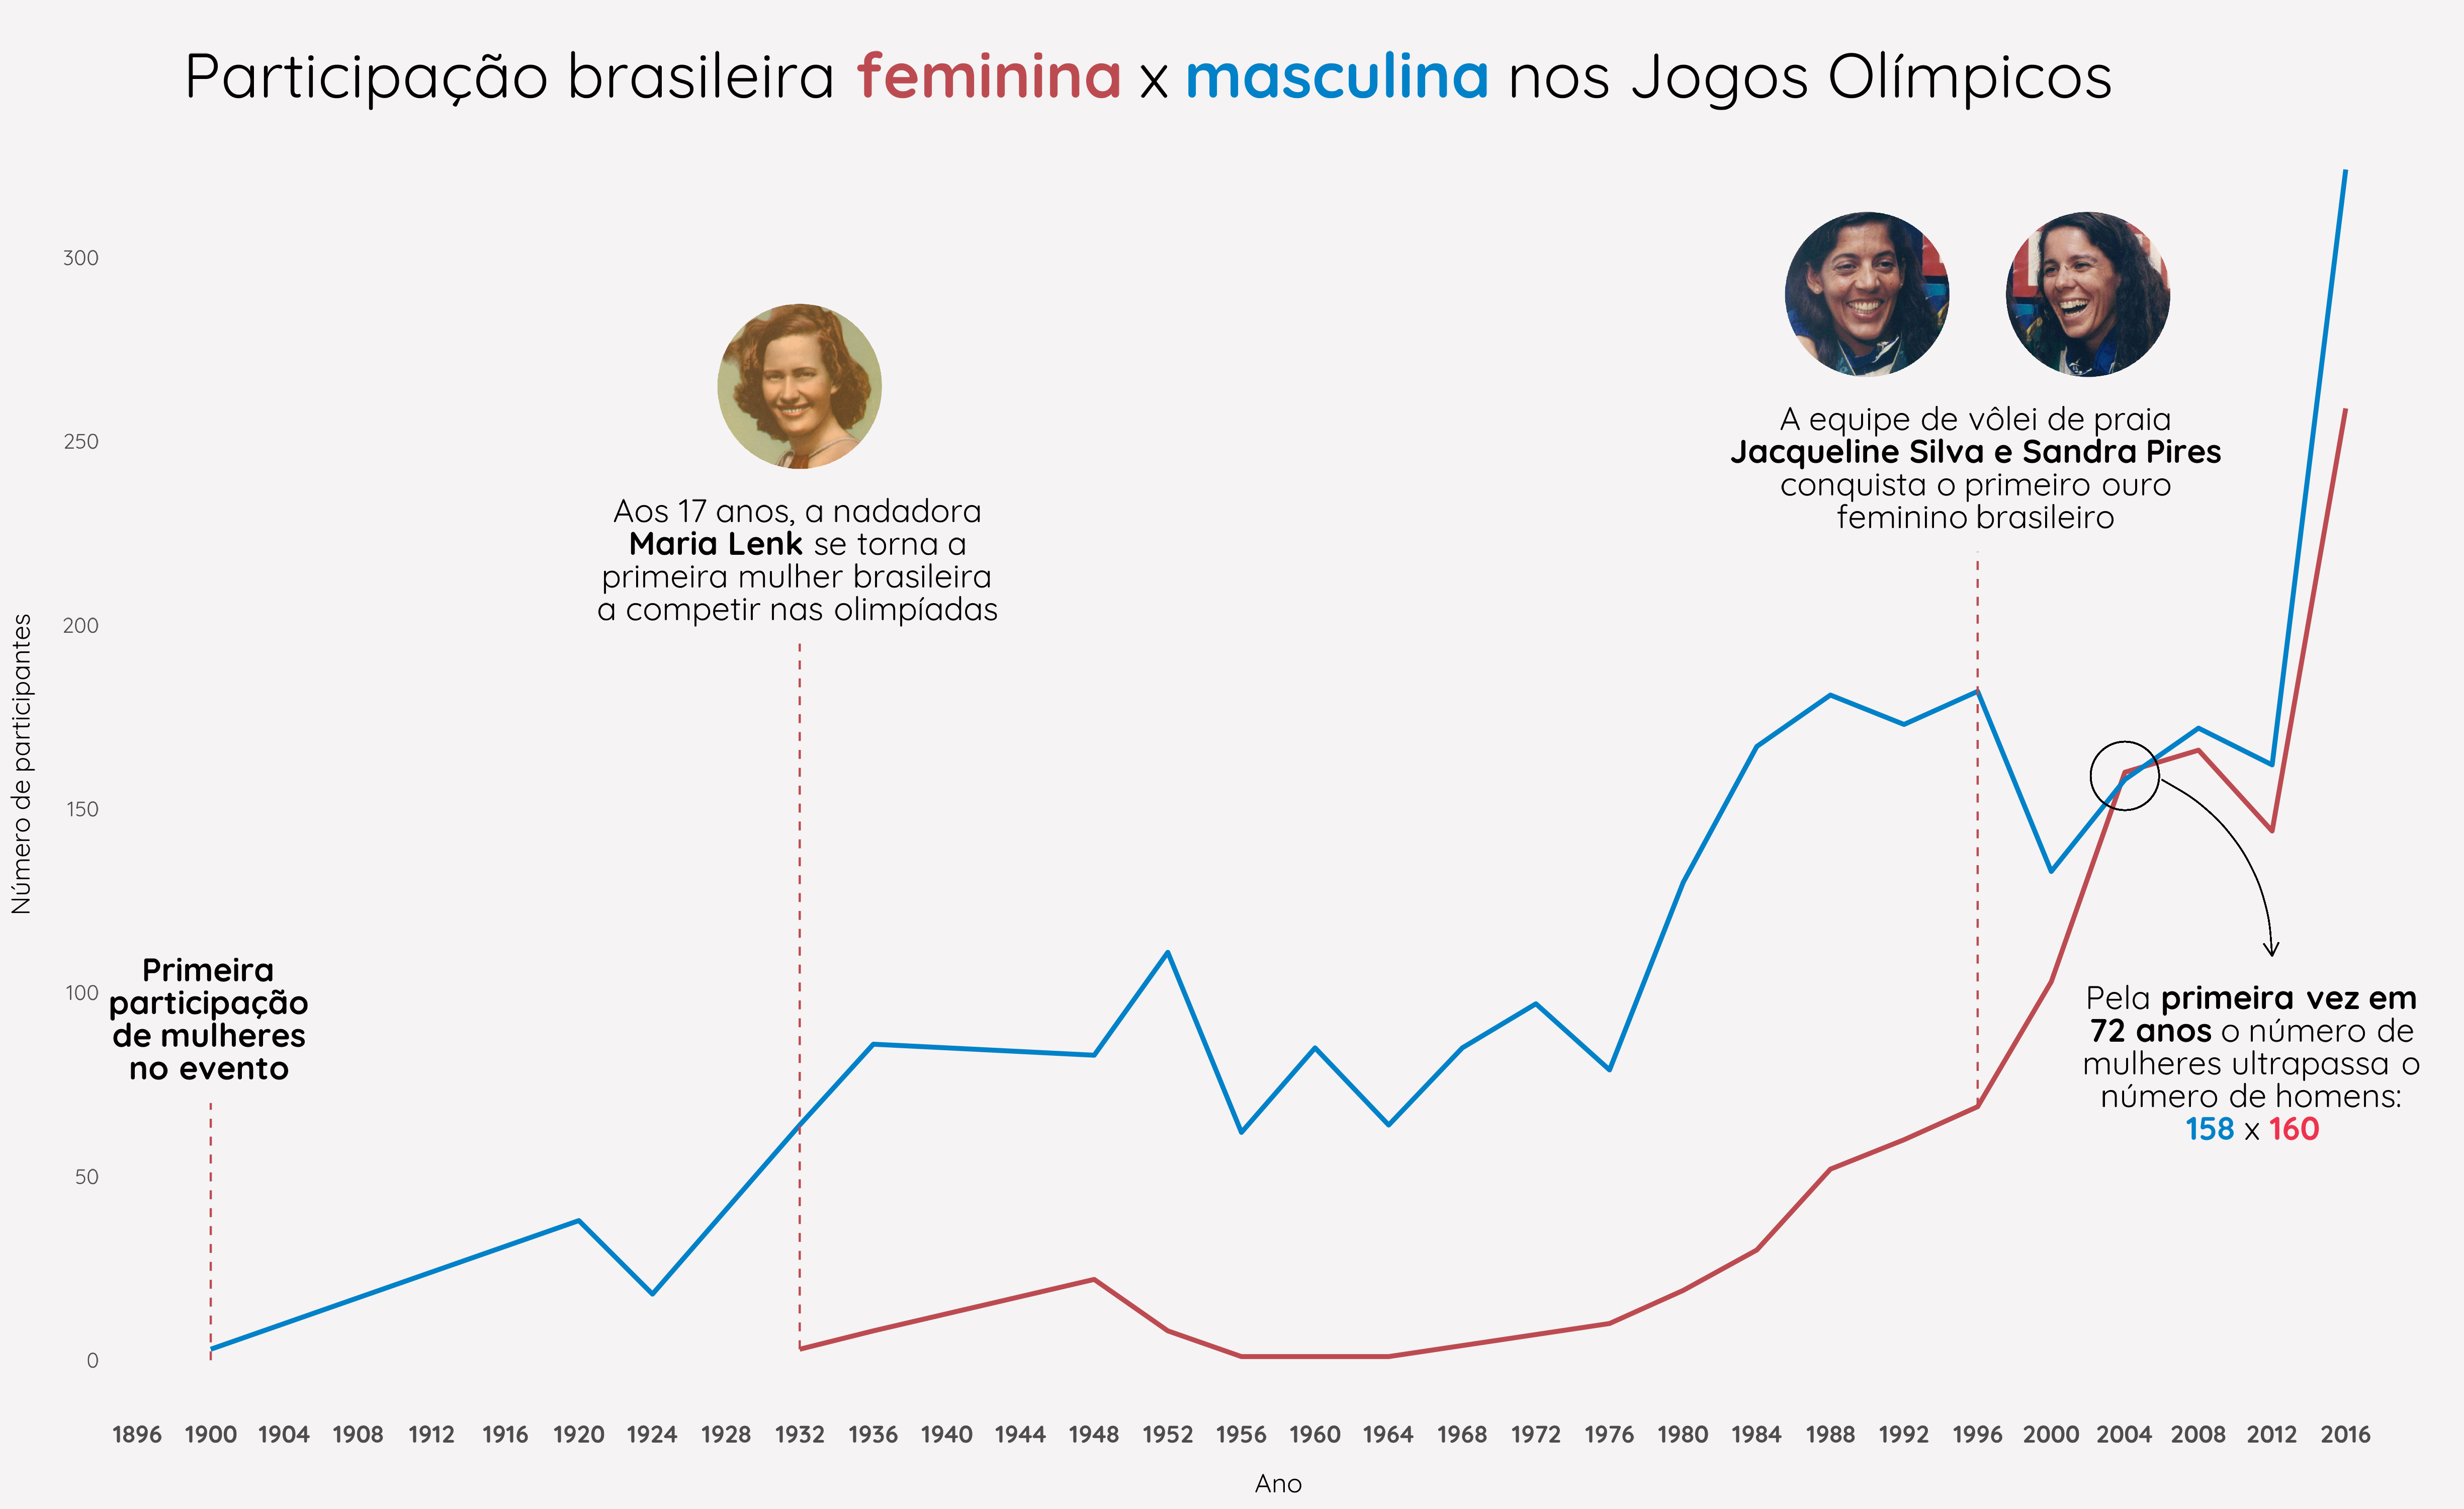 Participação brasileira feminina x masculina nos Jogos Olímpicos
300
250
200
150
100
50
0
Número de participantes
Primeira
participação
de mulheres
no evento
Aos 17 anos, a nadadora
Maria Lenk se torna a
primeira mulher brasileira
a competir nas olimpíadas
A equipe de vôlei de praia
Jacqueline Silva e Sandra Pires
conquista o primeiro ouro
feminino brasileiro
Pela primeira vez em
72 anos o número de
mulheres ultrapassa o
número de homens:
158 x 160
1896 1900 1904 1908 1912 1916 1920 1924 1928 1932 1936 1940 1944 1948 1952 1956 1960 1964 1968 1972 1976 1980 1984 1988 1992 1996 2000 2004 2008 2012 2016
Ano